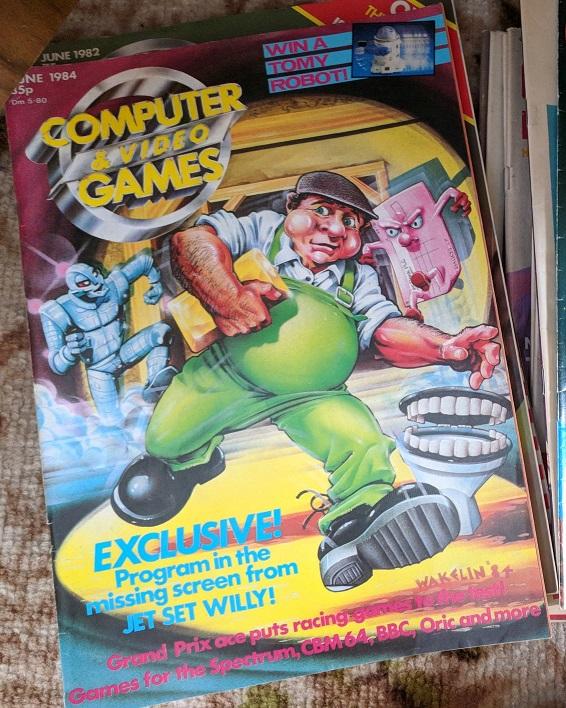 JUNE 1982
JUNE 1984
85p
Dm 5-80
WIN A
TOMY
ROBOT!
COMPUTER
& VIDEO
GAMES
EXCLUSIVE!
Program in the
missing screen from
JET SET WILLY!
WAKELIN '84
Grand Prix ace puts racing games to the test!
Games for the Spectrum, CBM 64, BBC, Oric and more